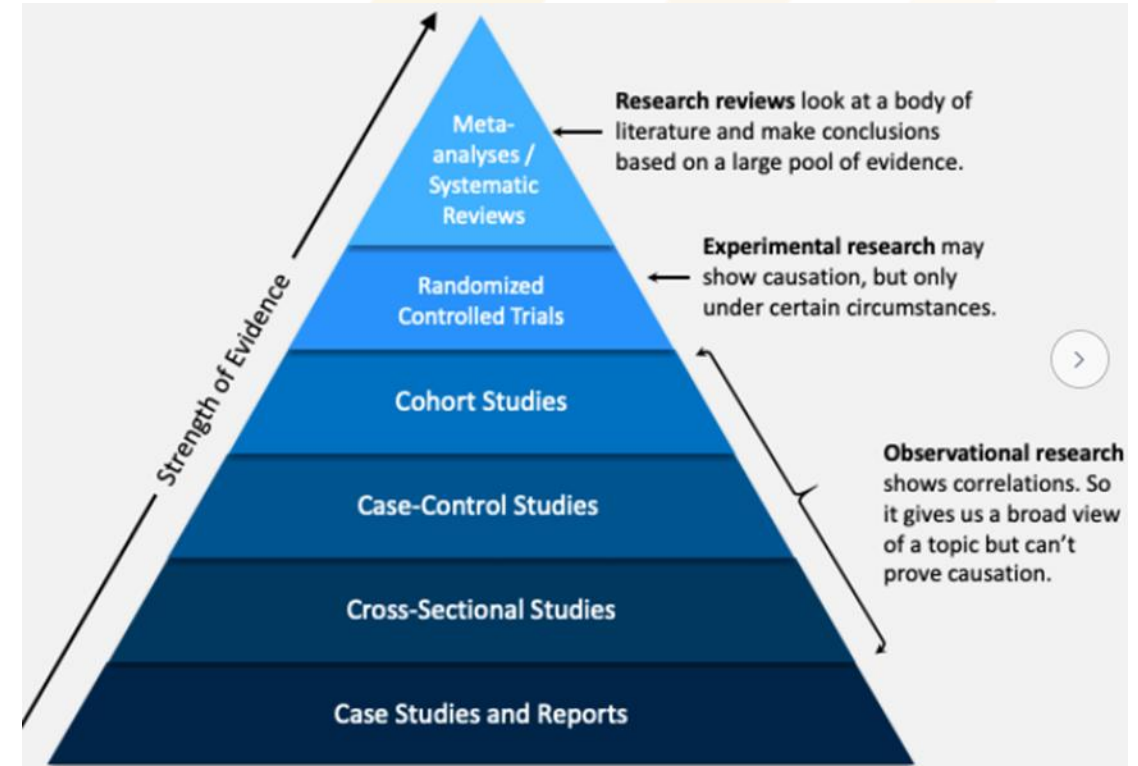 Meta-
analyses /
Systematic
Reviews
Research reviews look at a body of
literature and make conclusions
based on a large pool of evidence.
Randomized
Controlled Trials
Experimental research may
show causation, but only
under certain circumstances.
Strength of Evidence
Cohort Studies
Case-Control Studies
Observational research
shows correlations. So
it gives us a broad view
of a topic but can't
prove causation.
Cross-Sectional Studies
Case Studies and Reports